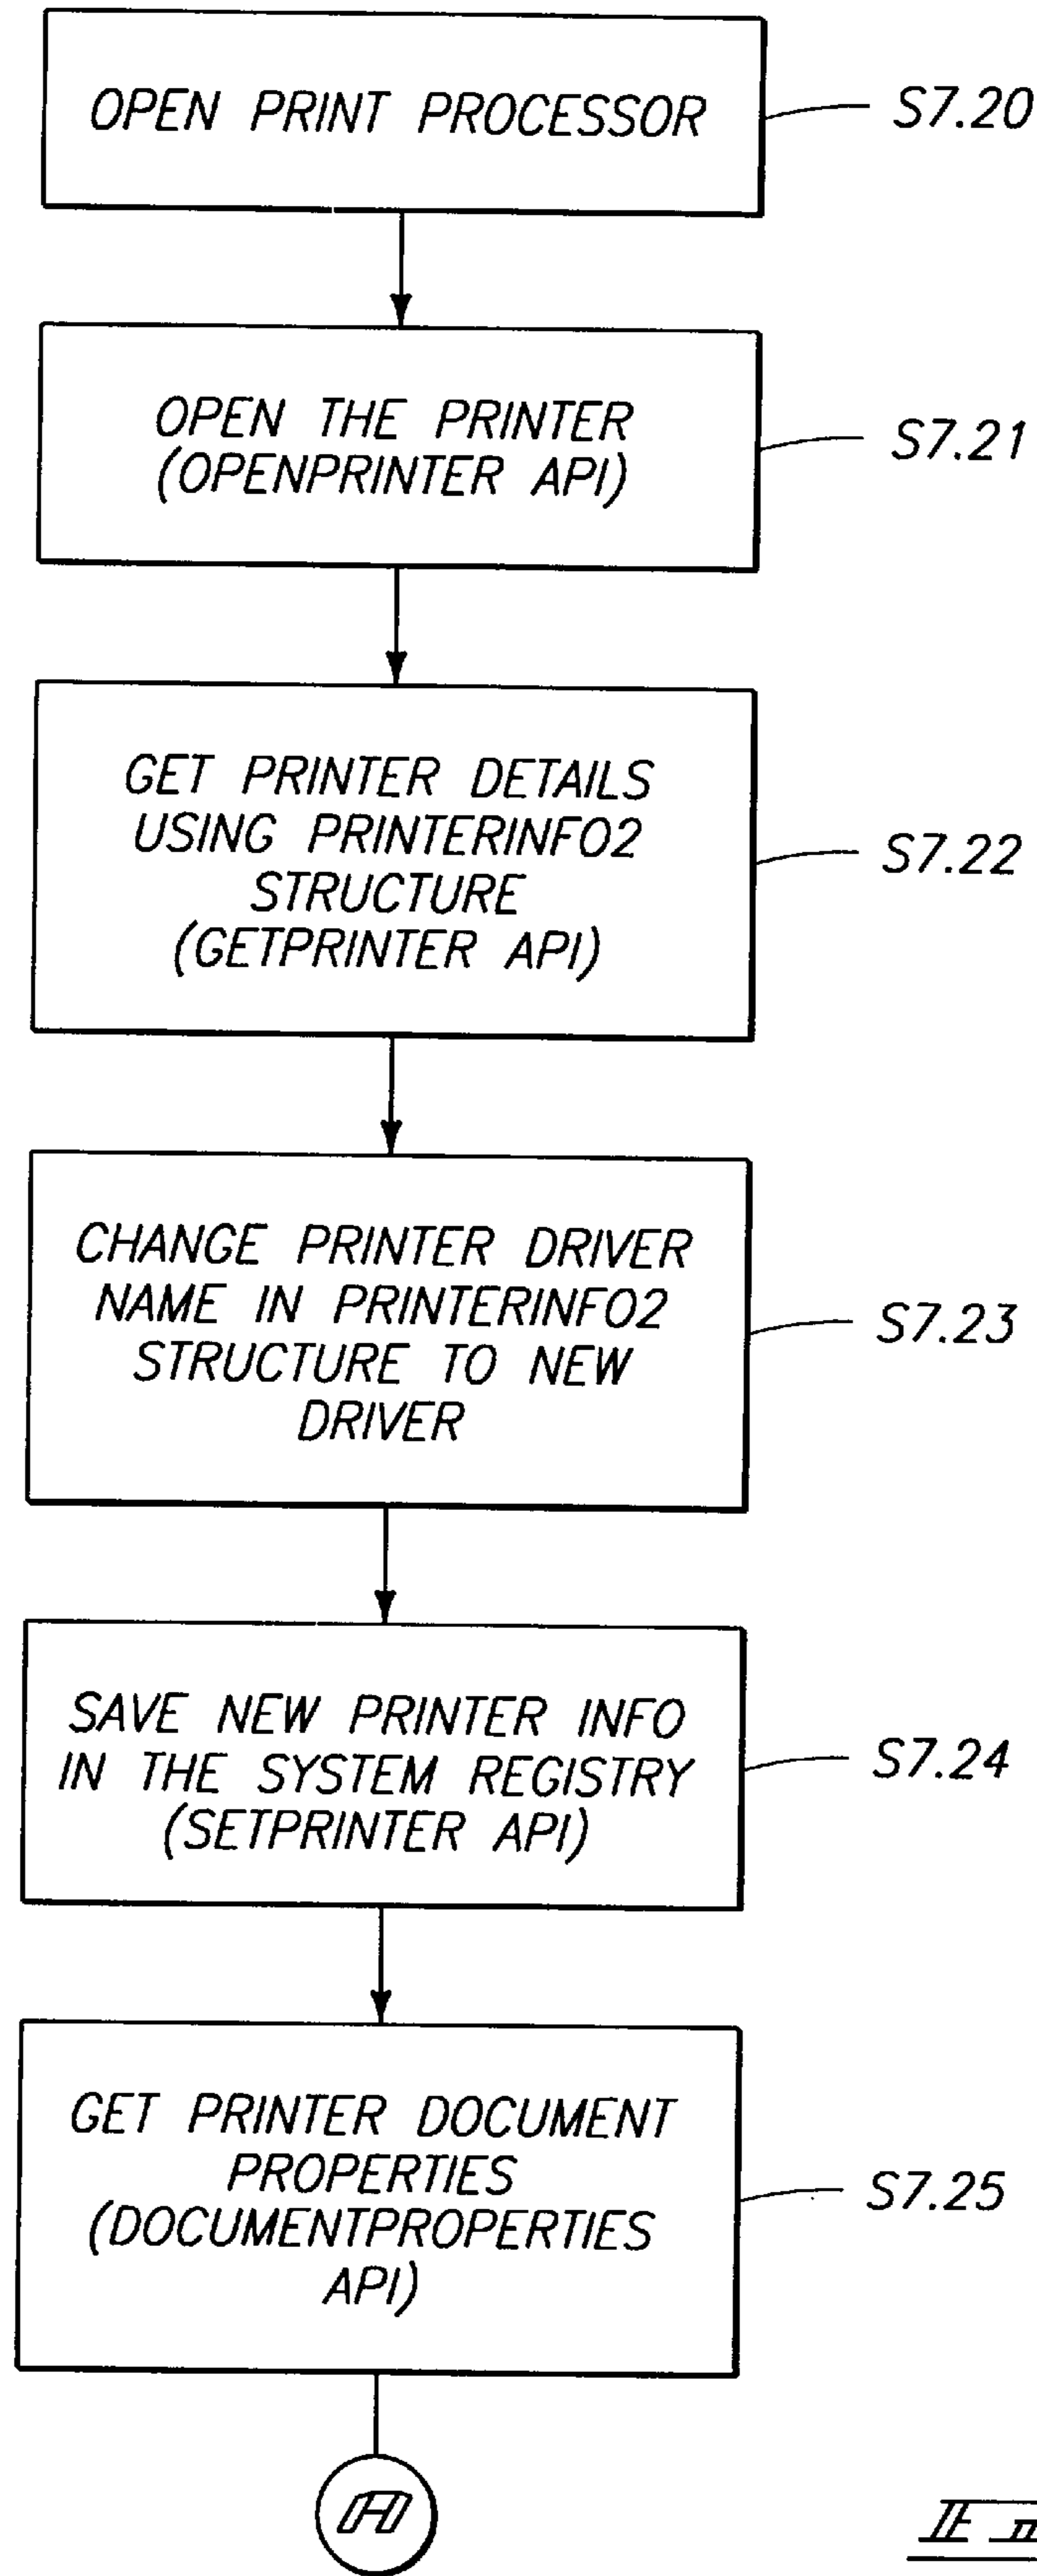 OPEN PRINT PROCESSOR
S7.20
OPEN THE PRINTER
(OPENPRINTER API)
S7.21
GET PRINTER DETAILS
USING PRINTERINFO2
STRUCTURE
(GETPRINTER API)
S7.22
CHANGE PRINTER DRIVER
NAME IN PRINTERINFO2
STRUCTURE TO NEW
DRIVER
S7.23
SAVE NEW PRINTER INFO
IN THE SYSTEM REGISTRY
(SETPRINTER API)
S7.24
GET PRINTER DOCUMENT
PROPERTIES
(DOCUMENTPROPERTIES
API)
S7.25
H